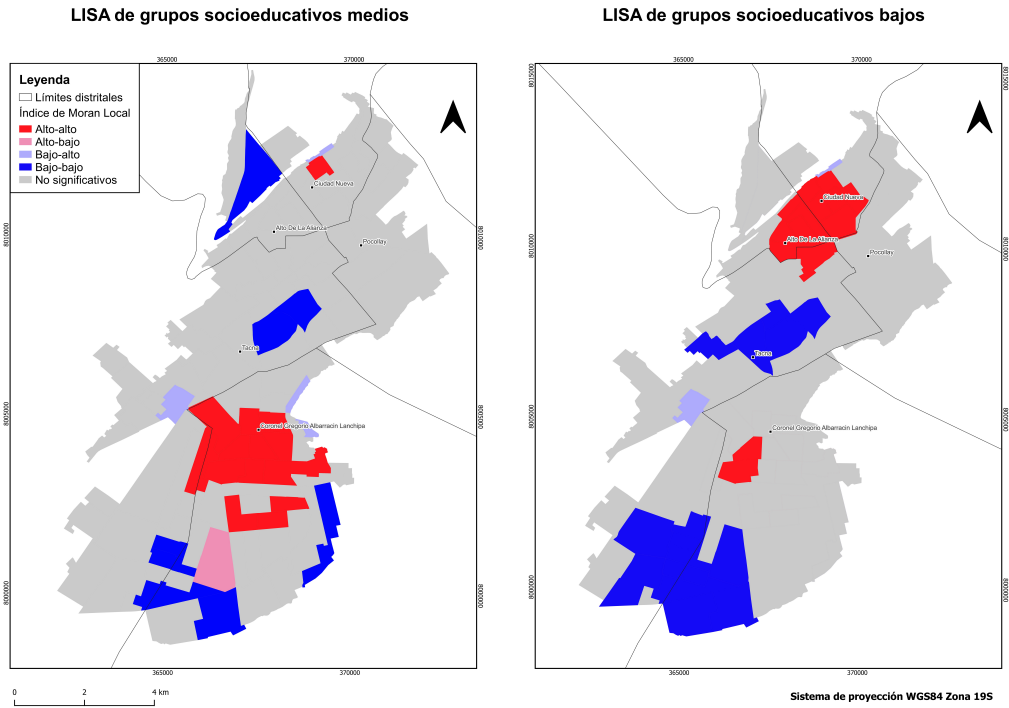 LISA de grupos socioeducativos medios
LISA de grupos socioeducativos bajos
365000
370000
Leyenda
Límites distritales
Índice de Moran Local
Alto-alto
Alto-bajo
Bajo-alto
Bajo-bajo
No significativos
Ciudad Nueva
Alto De La Alianza
Pocollay
Tacna
Coronel Gregorio Albarracín Lanchipa
8010000
8005000
8000000
8010000
8005000
8000000
365000
370000
0 2 4 km
365000
370000
8015000
8010000
8005000
8000000
8015000
8010000
8005000
8000000
Ciudad Nueva
Alto De La Alianza
Pocollay
Tacna
Coronel Gregorio Albarracín Lanchipa
365000
370000
Sistema de proyección WGS84 Zona 19S